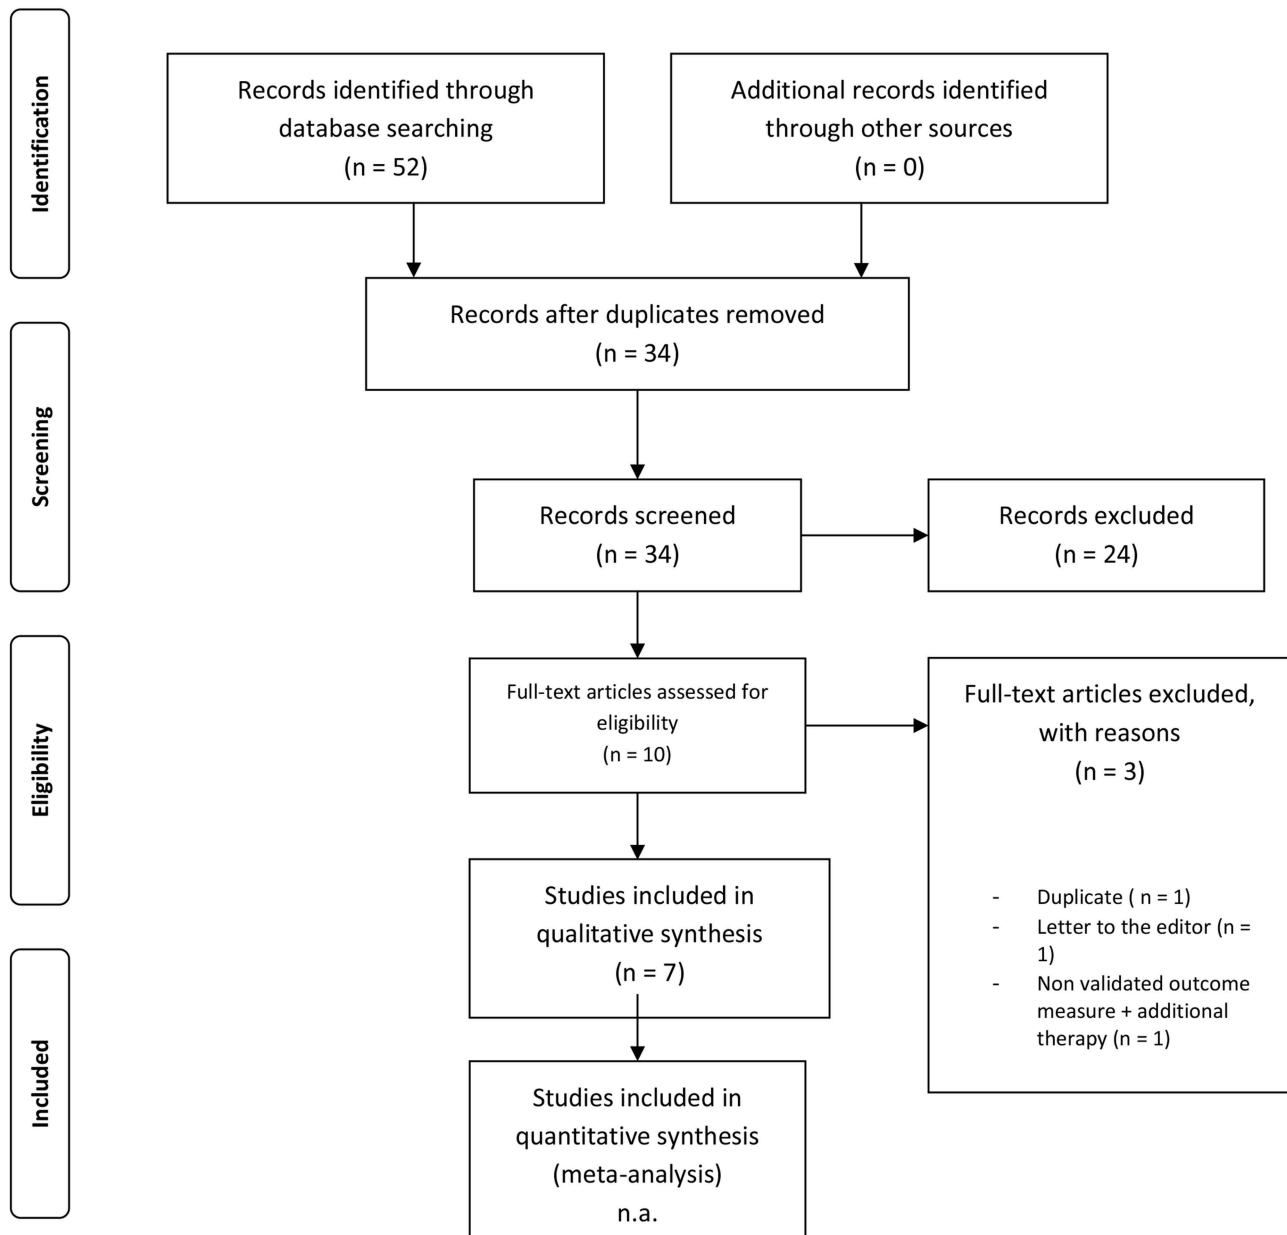 Identification
Records identified through
database searching
(n = 52)
Additional records identified
through other sources
(n = 0)
Records after duplicates removed
(n = 34)
Screening
Records screened
(n = 34)
Records excluded
(n = 24)
Eligibility
Full-text articles assessed for
eligibility
(n = 10)
Full-text articles excluded,
with reasons
(n = 3)
- Duplicate ( n = 1)
- Letter to the editor (n =
1)
- Non validated outcome
measure + additional
therapy (n = 1)
Studies included in
qualitative synthesis
(n = 7)
Included
Studies included in
quantitative synthesis
(meta-analysis)
n.a.